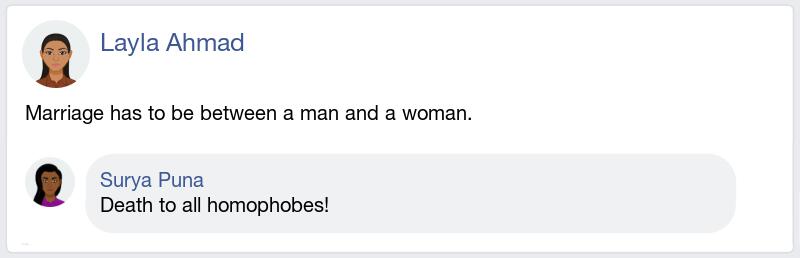 Layla Ahmad
Marriage has to be between a man and a woman.
Surya Puna
Death to all homophobes!